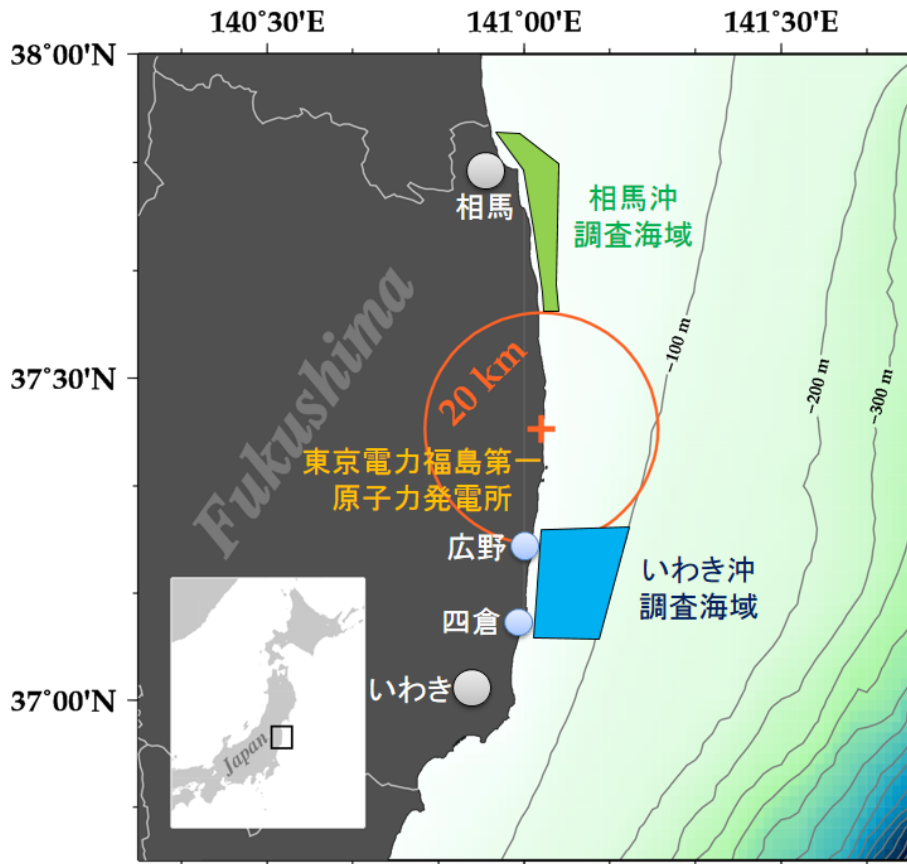 140°30'E
141°00'E
141°30'E
38°00'N
相馬
相馬沖
調査海域
Fukushima
20 km
37°30'N
-100 m
-200 m
-300 m
東京電力福島第一
原子力発電所
広野
いわき沖
調査海域
四倉
37°00'N
いわき
Japan